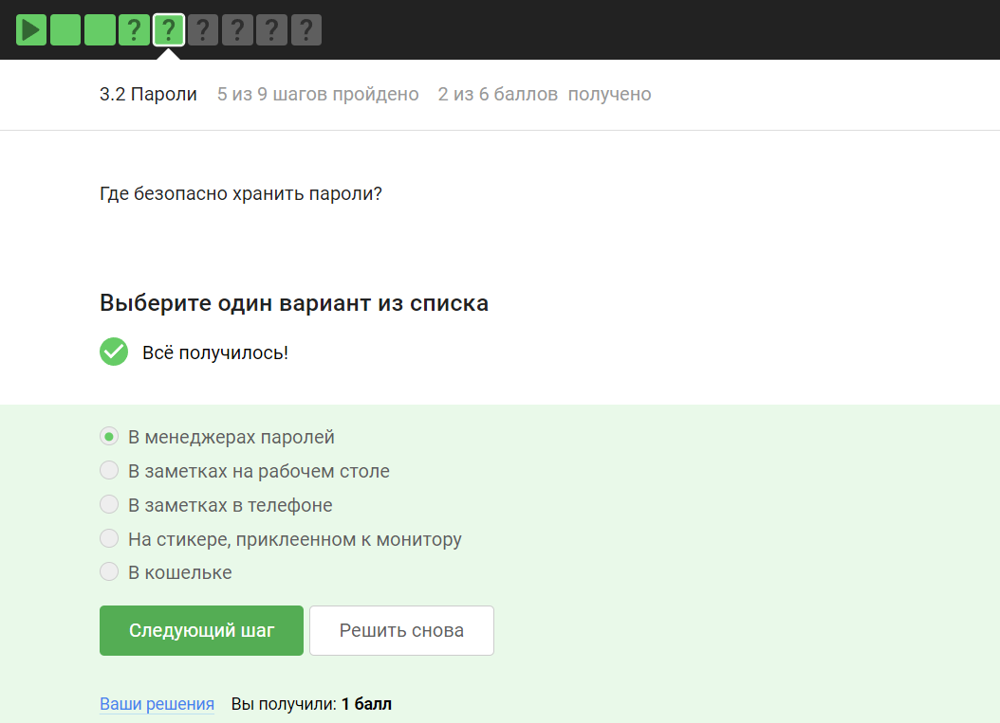 ? ? ? ? ? ?
3.2 Пароли 5 из 9 шагов пройдено 2 из 6 баллов получено
Где безопасно хранить пароли?
Выберите один вариант из списка
Всё получилось!
В менеджерах паролей
В заметках на рабочем столе
В заметках в телефоне
На стикере, приклеенном к монитору
В кошельке
Следующий шаг Решить снова
Ваши решения Вы получили: 1 балл